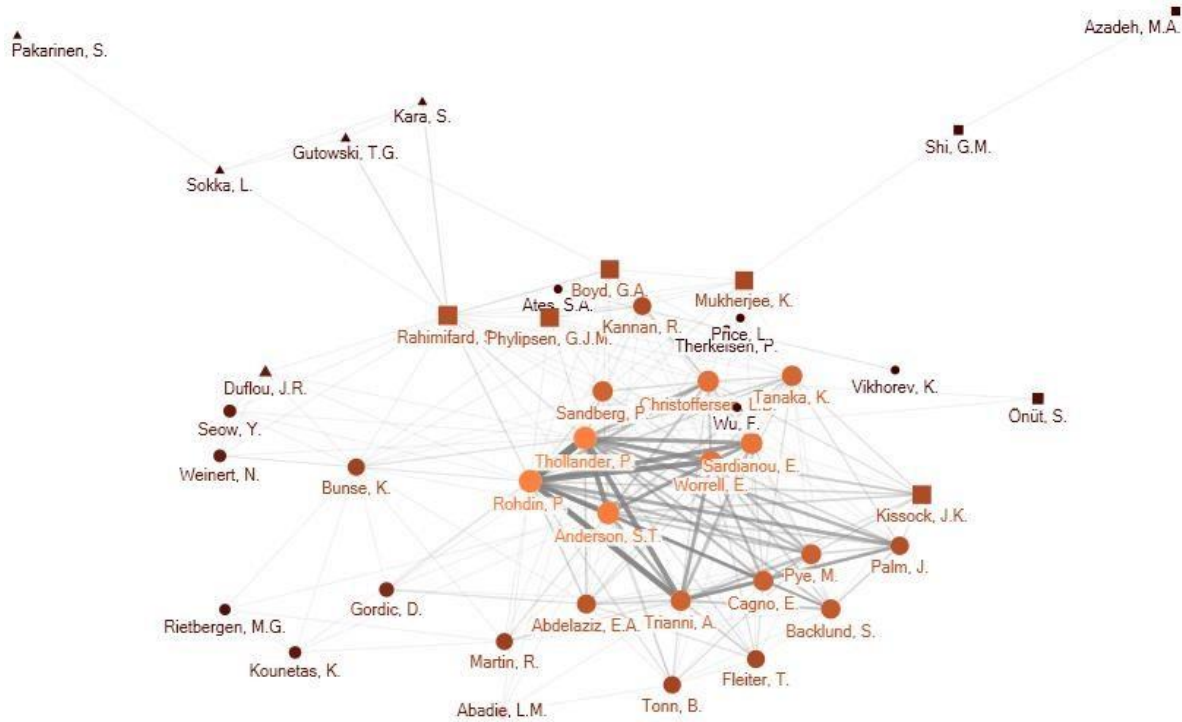 Azadeh, M.A.
Pakarinen, S.
Kara, S.
Shi, G.M.
Gutowski, T.G.
Sokka, L.
Boyd, G.A.
Mukherjee, K.
Ates, S.A.
Kannan, R.
Price, L.
Rahimifard, S
Phylipsen, G.J.M.
Therkelsen, P.
Duflou, J.R.
Vikhorev, K.
Tanaka, K.
Christoffersen, L.B
Sandberg, P.
Önüt, S.
Wu, F.
Seow, Y.
Thollander, P.
Sardianou, E.
Weinert, N.
Worrell, E.
Bunse, K.
Rohdin, P.
Kissock, J.K.
Anderson, S.T.
Palm, J.
Pye, M.
Cagno, E.
Gordic, D.
Abdelaziz, E.A.
Trianni, A.
Rietbergen, M.G.
Backlund, S.
Martin, R.
Kounetas, K.
Fleiter, T.
Tonn, B.
Abadie, L.M.